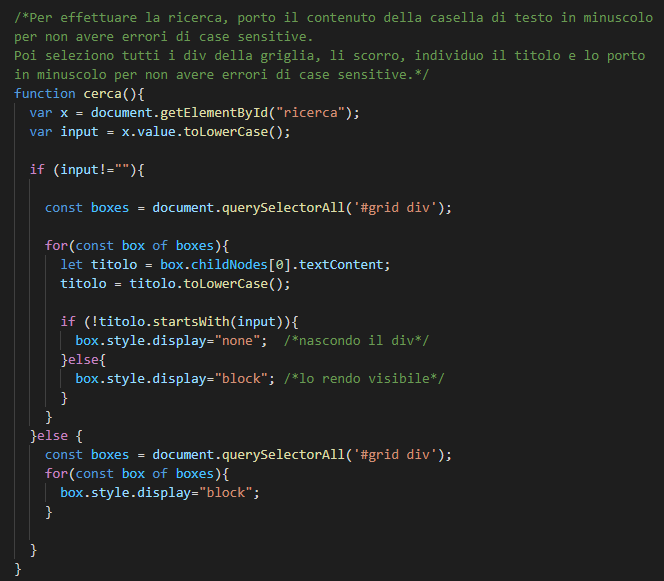 /*Per effettuare la ricerca, porto il contenuto della casella di testo in minuscolo
per non avere errori di case sensitive.
Poi seleziono tutti i div della griglia, li scorro, individuo il titolo e lo porto
in minuscolo per non avere errori di case sensitive.*/
function cerca(){
  var x = document.getElementById("ricerca");
  var input = x.value.toLowerCase();

  if (input!=""){

    const boxes = document.querySelectorAll('#grid div');

    for(const box of boxes){
      let titolo = box.childNodes[0].textContent;
      titolo = titolo.toLowerCase();

      if (!titolo.startsWith(input)){
        box.style.display="none";  /*nascondo il div*/
      }else{
        box.style.display="block"; /*lo rendo visibile*/
      }
    }
  }else {
    const boxes = document.querySelectorAll('#grid div');
    for(const box of boxes){
      box.style.display="block";
    }

  }
}